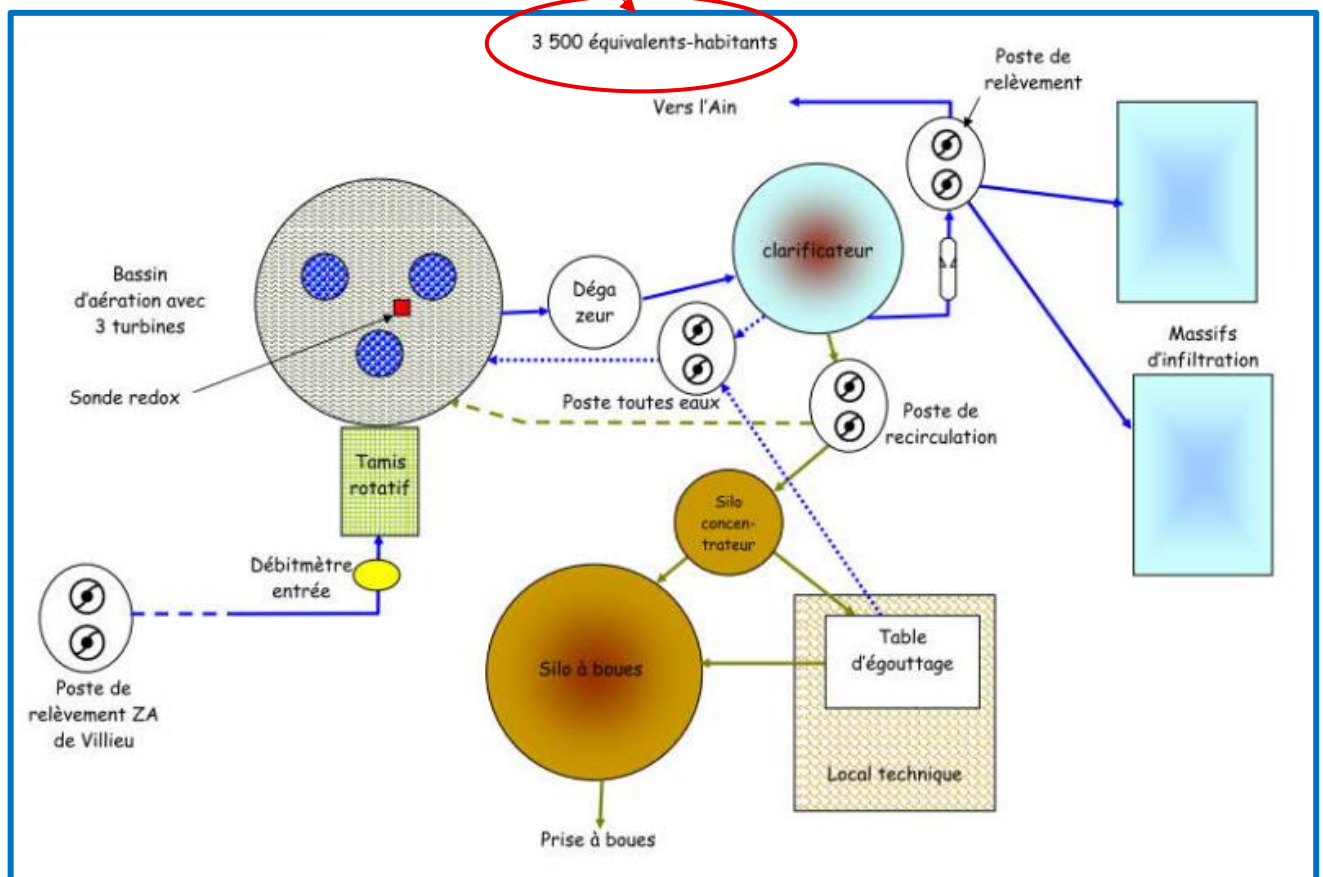 3 500 équivalents-habitants
Poste de
relèvement
Vers l'Ain
clarificateur
Bassin
d'aération avec
3 turbines
Déga
zeur
Massifs
d'infiltration
Sonde redox
Poste toutes eaux
Poste de
recirculation
Tamis
rotatif
Silo
concen-
trateur
Débitmètre
entrée
Table
d'égouttage
Silo à boues
Poste de
relèvement ZA
de Villieu
Local technique
Prise à boues